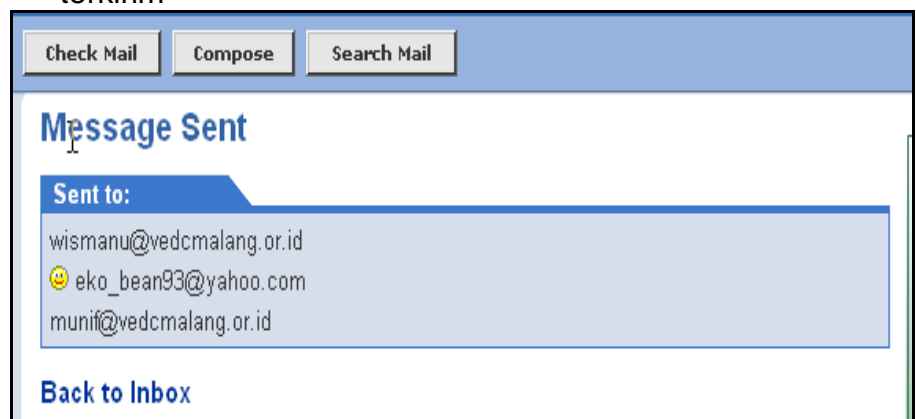 terkirim
Check Mail Compose Search Mail
Message Sent
Sent to:
wismanu@vedcmalang.or.id
eko_bean93@yahoo.com
munif@vedcmalang.or.id
Back to Inbox